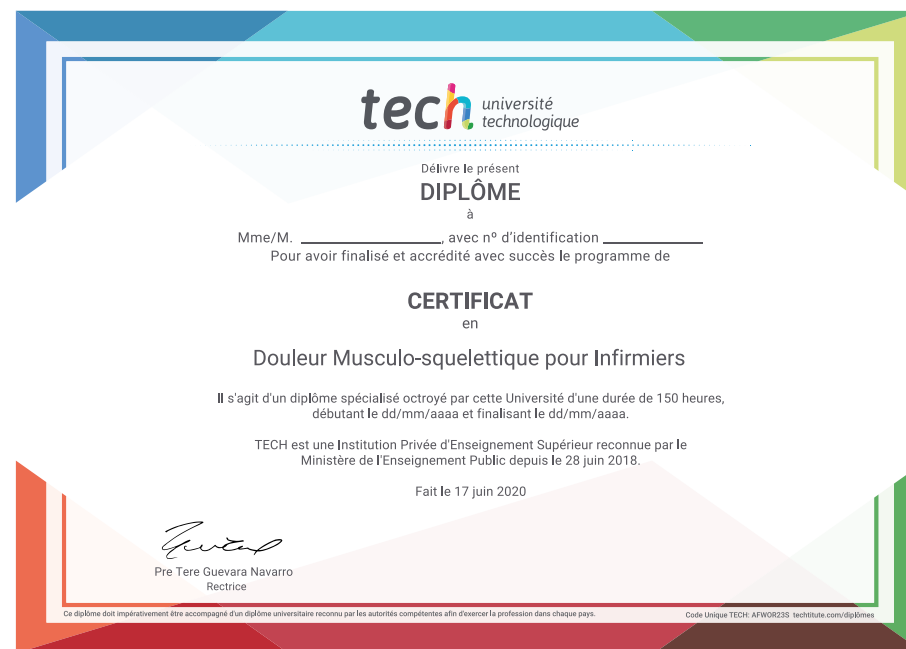 tech université
technologique
Délivre le présent
DIPLÔME
à
Mme/M. ____________________, avec nº d'identification ______________
Pour avoir finalisé et accrédité avec succès le programme de
CERTIFICAT
en
Douleur Musculo-squelettique pour Infirmiers
Il s'agit d'un diplôme spécialisé octroyé par cette Université d'une durée de 150 heures,
débutant le dd/mm/aaaa et finalisant le dd/mm/aaaa.
TECH est une Institution Privée d'Enseignement Supérieur reconnue par le
Ministère de l'Enseignement Public depuis le 28 juin 2018.
Fait le 17 juin 2020
Pre Tere Guevara Navarro
Rectrice
Ce diplôme doit impérativement être accompagné d'un diplôme universitaire reconnu par les autorités compétentes afin d'exercer la profession dans chaque pays.
Code Unique TECH: AFWOR23S techtitute.com/diplômes